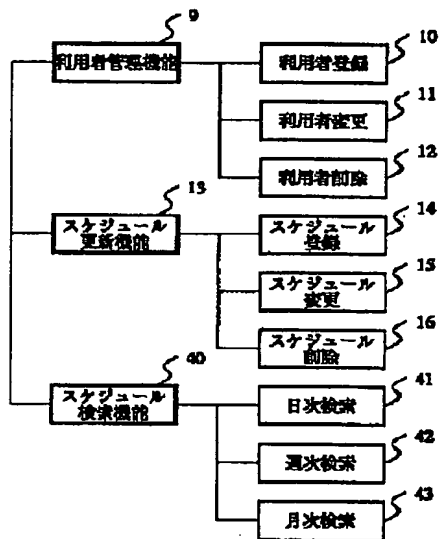 9
利用者管理機能
10
利用者登録
11
利用者変更
12
利用者削除
13
スケジュール
更新機能
14
スケジュール
登録
15
スケジュール
変更
16
スケジュール
削除
40
スケジュール
検索機能
41
日次検索
42
週次検索
43
月次検索